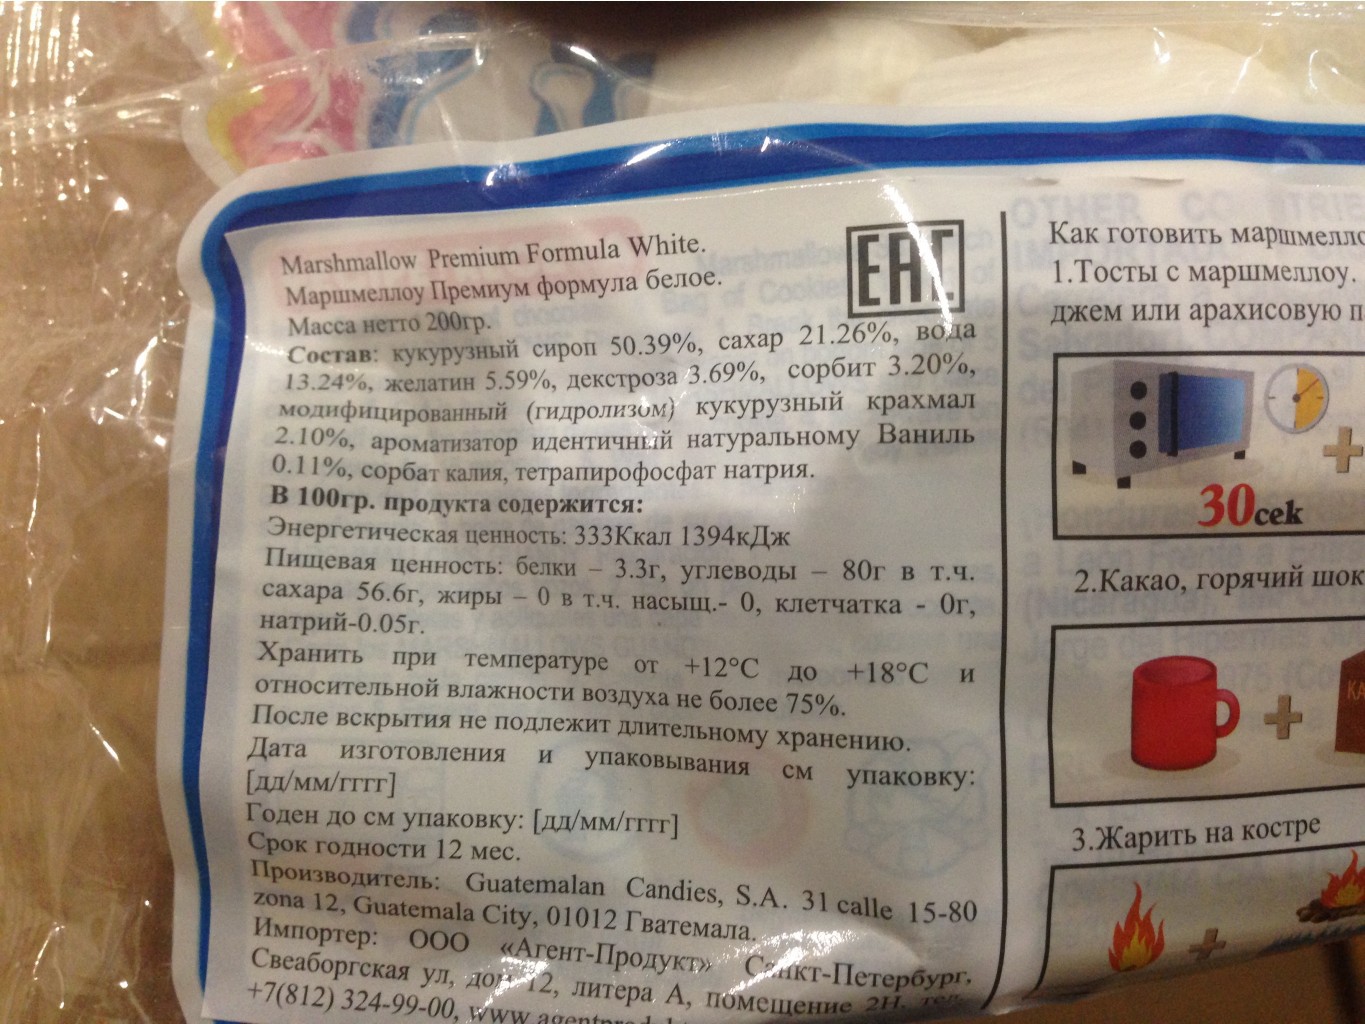 Marshmallow Premium Formula White.
Маршмеллоу Премиум формула белое.
Масса нетто 200гр.
EAC
Состав: кукурузный сироп 50.39%, сахар 21.26%, вода
13.24%, желатин 5.59%, декстроза 3.69%, сорбит 3.20%,
модифицированный (гидролизом) кукурузный крахмал
2.10%, ароматизатор идентичный натуральному Ваниль
0.11%, сорбат калия, тетрапирофосфат натрия.
В 100гр. продукта содержится:
Энергетическая ценность: 333Ккал 1394кДж
Пищевая ценность: белки – 3.3г, углеводы – 80г в т.ч.
сахара 56.6г, жиры – 0 в т.ч. насыщ.- 0, клетчатка - 0г,
натрий-0.05г.
Хранить при температуре от +12°C до +18°C и
относительной влажности воздуха не более 75%.
После вскрытия не подлежит длительному хранению.
Дата изготовления и упаковывания см упаковку:
[дд/мм/гггг]
Годен до см упаковку: [дд/мм/гггг]
Срок годности 12 мес.
Производитель: Guatemalan Candies, S.A. 31 calle 15-80
zona 12, Guatemala City, 01012 Гватемала.
Импортер: ООО «Агент-Продукт» Санкт-Петербург,
Свеаборгская ул, дом 12, литера А, помещение 2Н, тел.
+7(812) 324-99-00,
Как готовить
1.Тосты с маршмеллоу.
джем или арахисовую
30сek
2.Какао, горячий
3.Жарить на костре